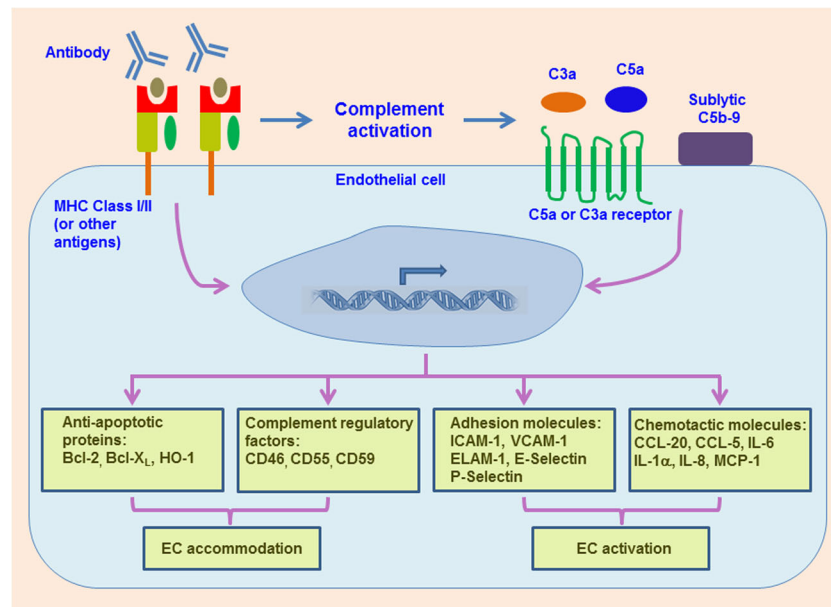 Antibody
C3a
C5a
Sublytic
C5b-9
Complement
activation
Endothelial cell
MHC Class I/II
(or other
antigens)
C5a or C3a receptor
Anti-apoptotic
proteins:
Bcl-2, Bcl-XL, HO-1
Complement regulatory
factors:
CD46, CD55, CD59
Adhesion molecules:
ICAM-1, VCAM-1
ELAM-1, E-Selectin
P-Selectin
Chemotactic molecules:
CCL-20, CCL-5, IL-6
IL-1α, IL-8, MCP-1
EC accommodation
EC activation